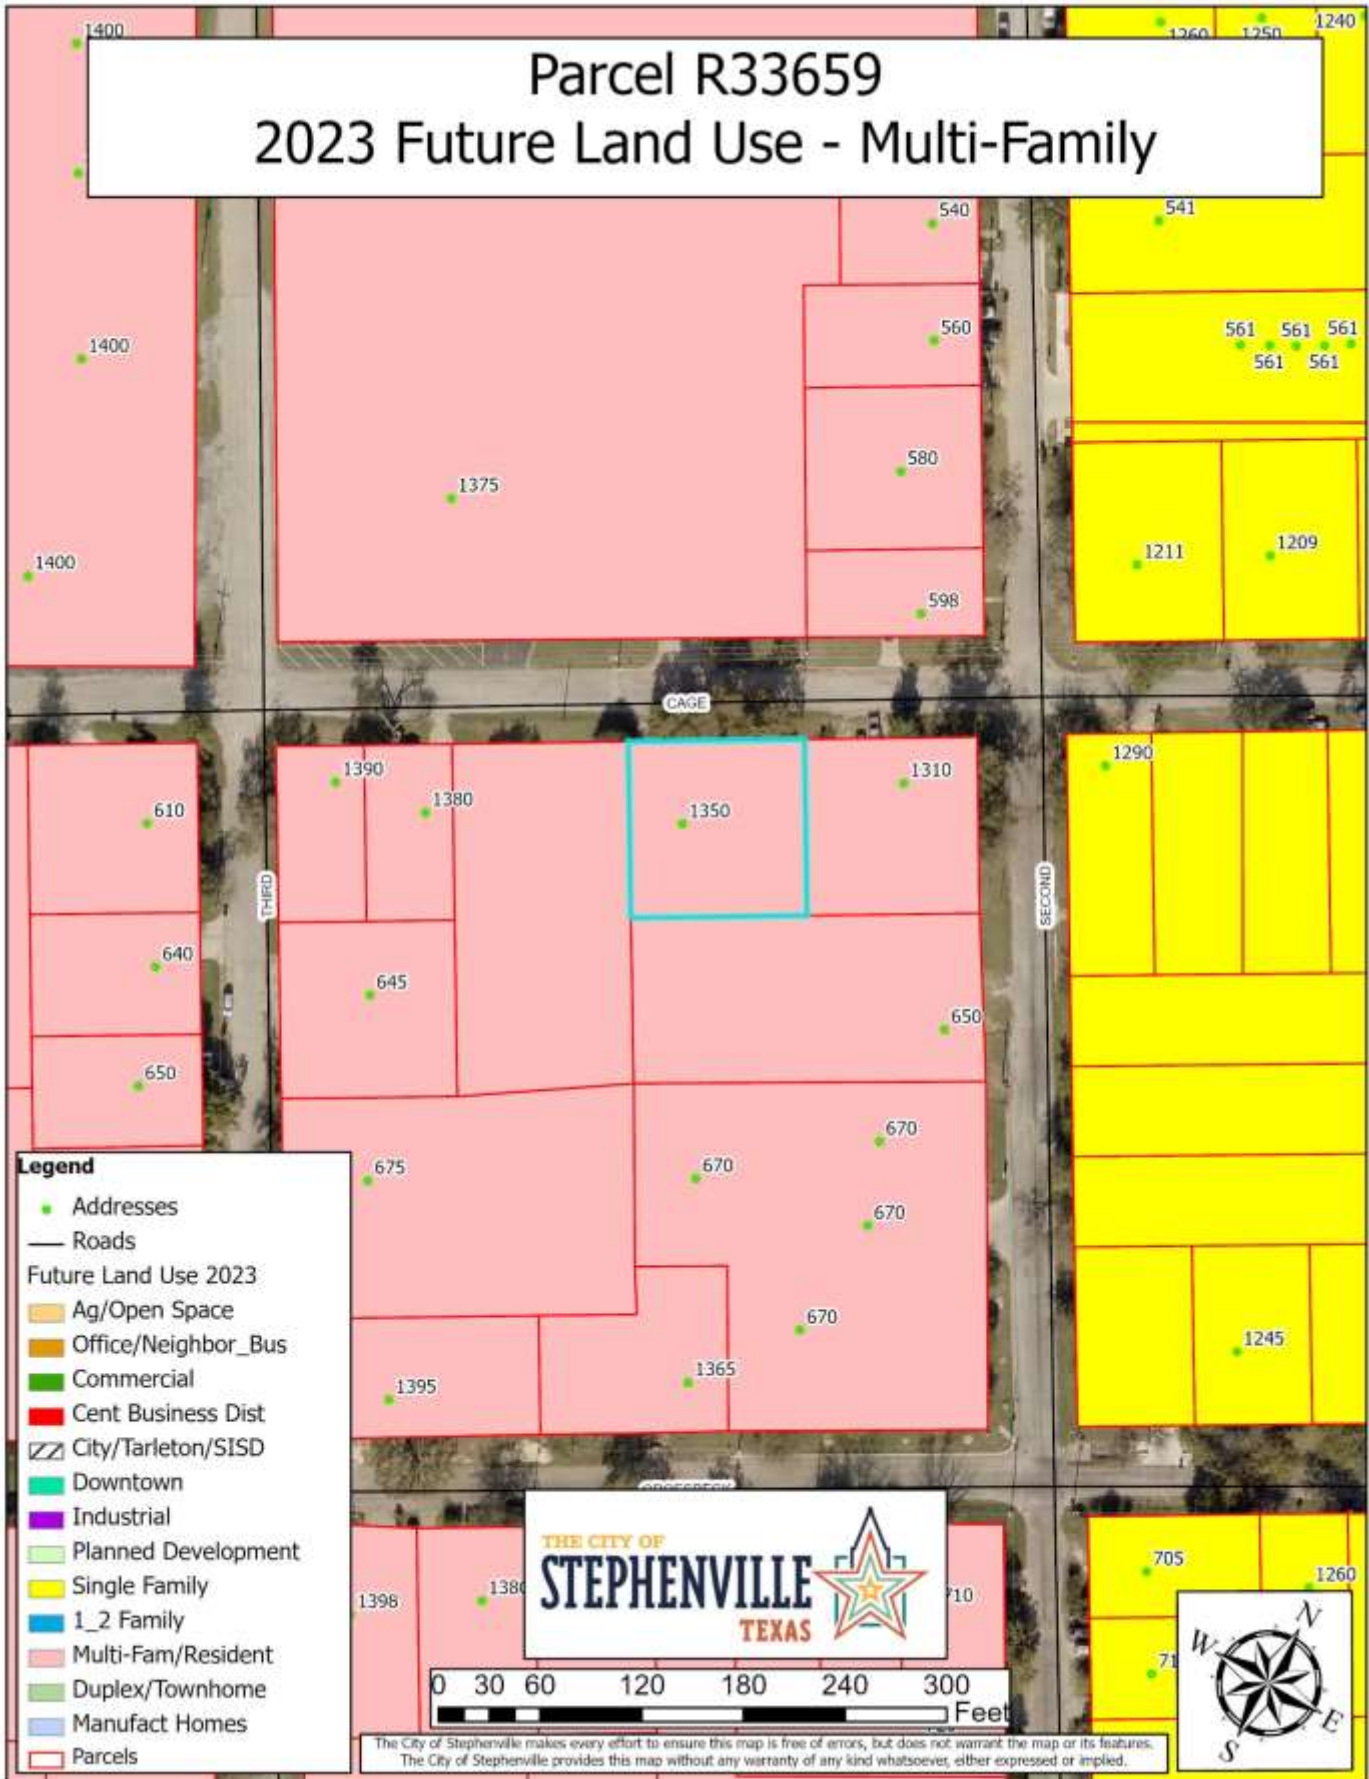 Parcel R33659
2023 Future Land Use - Multi-Family
1400
1260
1250
1240
540
541
1400
560
561 561 561
561 561
580
1375
1400
1211
1209
598
CAGE
1390
1380
1350
1310
1290
610
THIRD
SECOND
640
645
650
650
675
670
670
670
670
1395
1365
1245
Legend
Addresses
Roads
Future Land Use 2023
Ag/Open Space
Office/Neighbor_Bus
Commercial
Cent Business Dist
City/Tarleton/SISD
Downtown
Industrial
Planned Development
Single Family
1_2 Family
Multi-Fam/Resident
Duplex/Townhome
Manufact Homes
Parcels
1398
705
1260
THE CITY OF
STEPHENVILLE
TEXAS
0 30 60 120 180 240 300
Feet
N
W
E
S
The City of Stephenville makes every effort to ensure this map is free of errors, but does not warrant the map or its features.
The City of Stephenville provides this map without any warranty of any kind whatsoever, either expressed or implied.